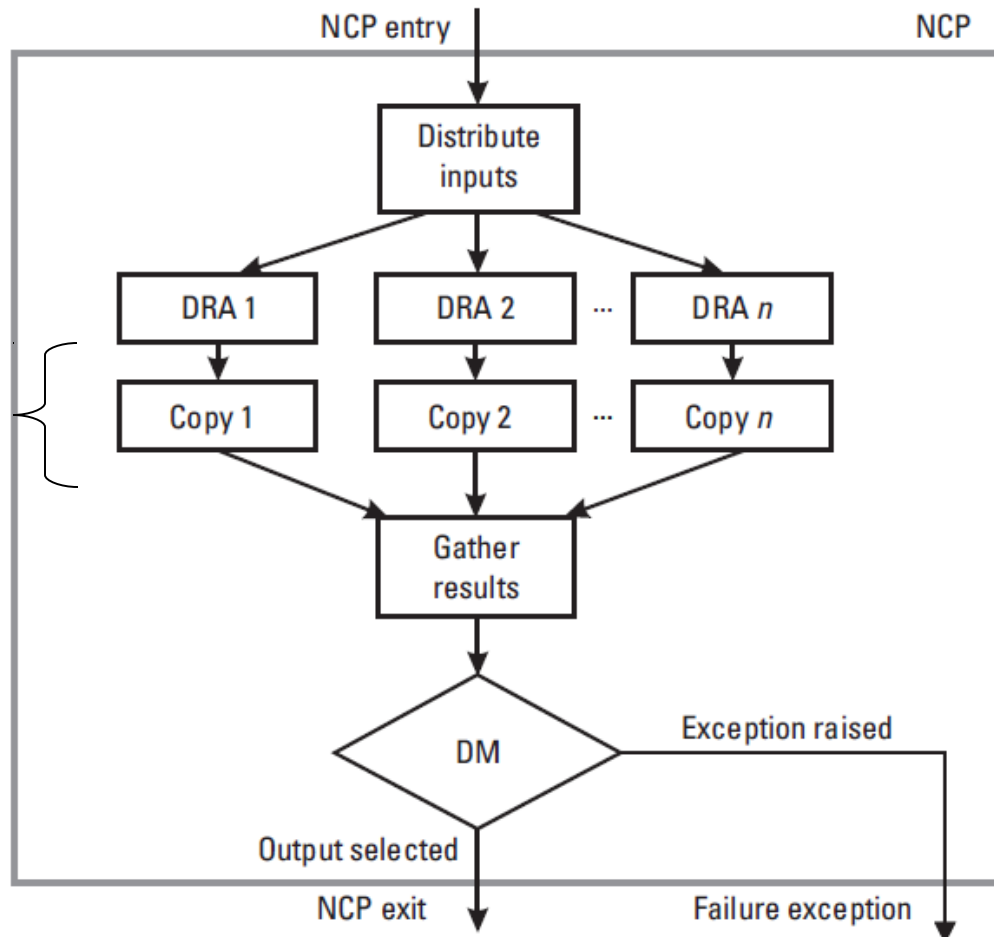 NCP entry
NCP
Distribute
inputs
DRA 1
DRA 2
...
DRA n
Copy 1
Copy 2
...
Copy n
Gather
results
DM
Exception raised
Output selected
NCP exit
Failure exception